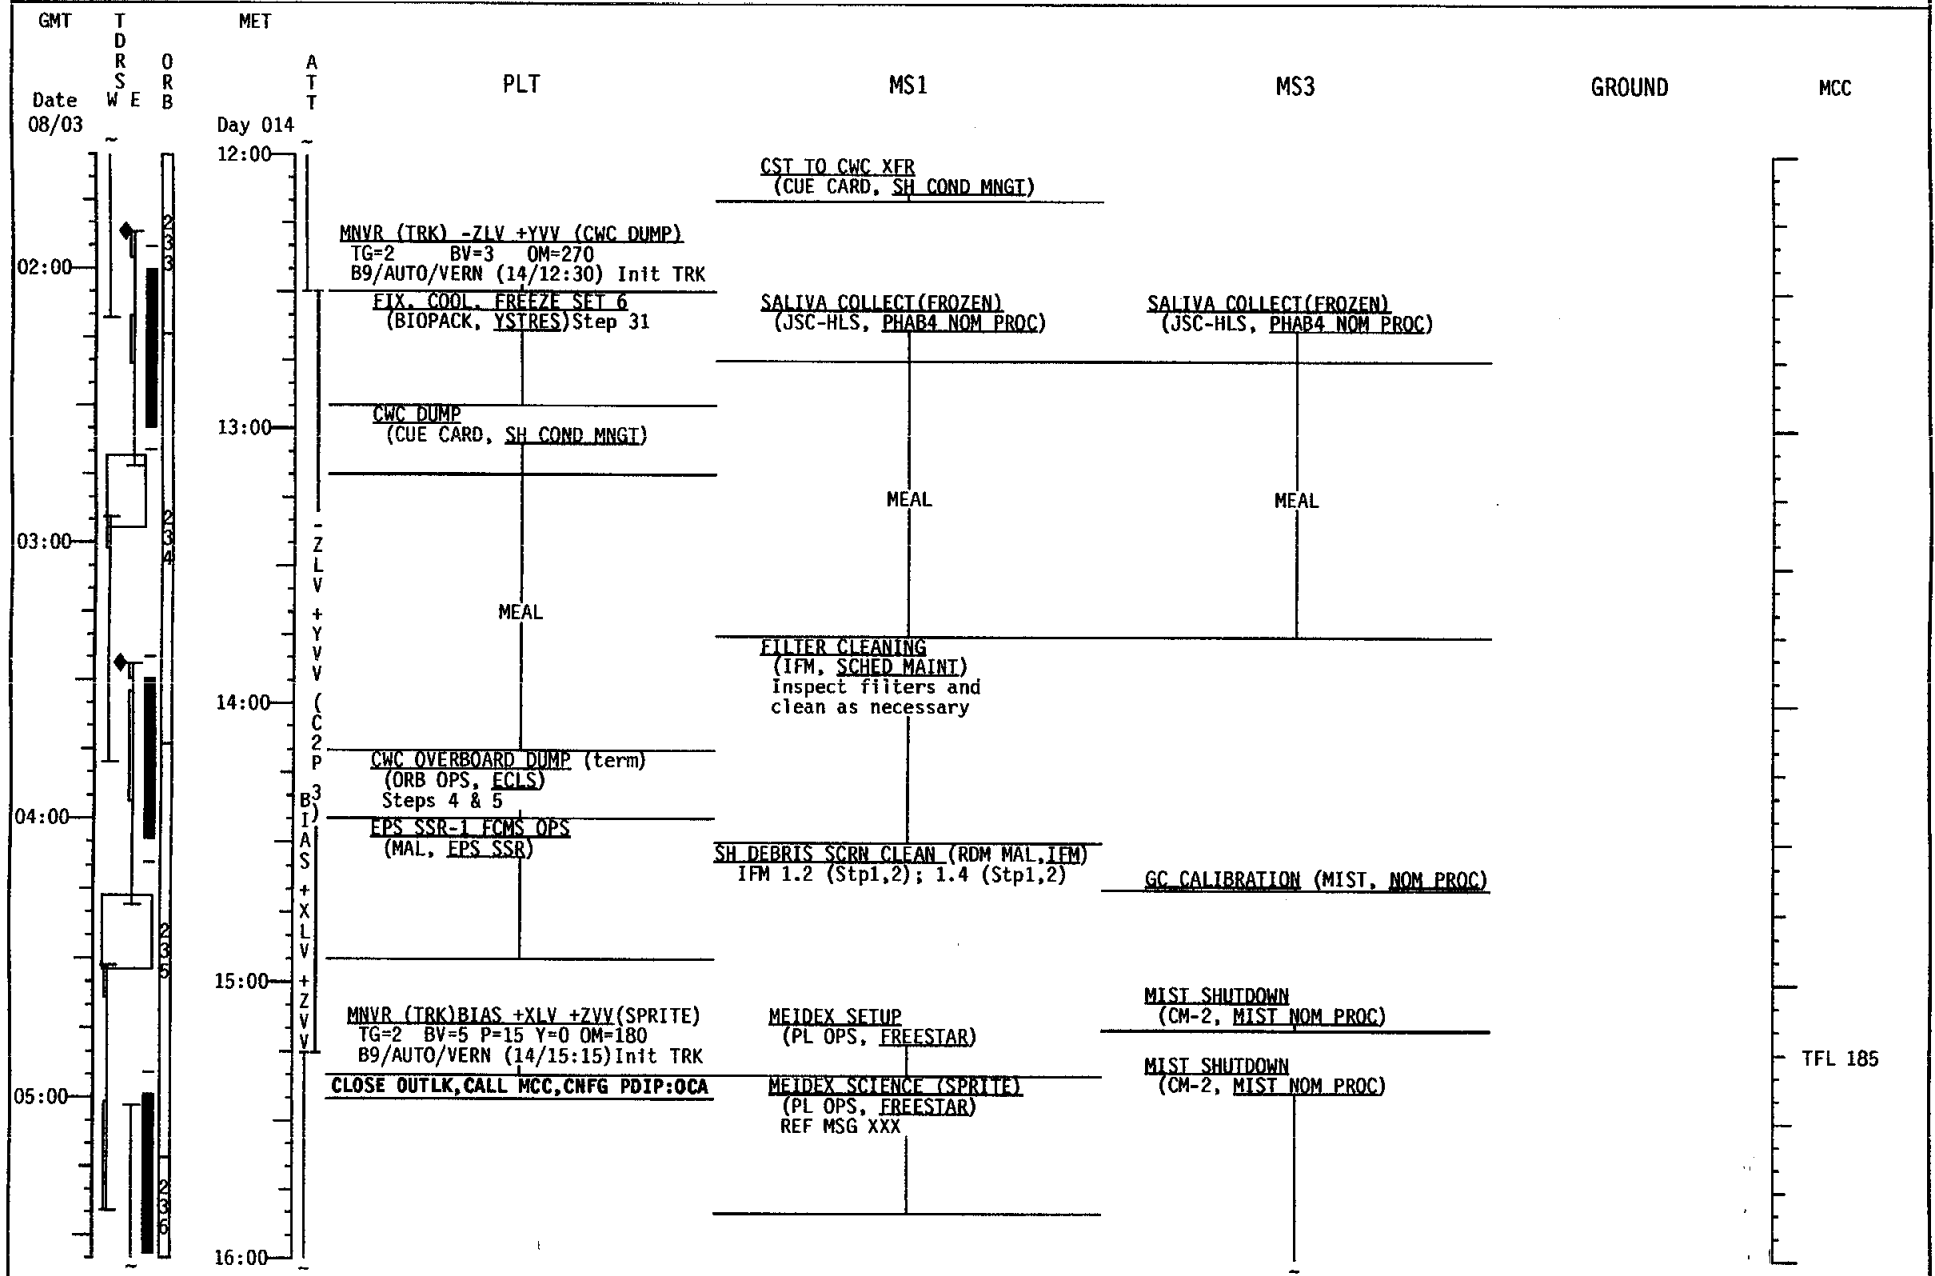 GMT
TDRS
W E
ORB
MET
ATT
PLT
MS1
MS3
GROUND
MCC
Date
08/03
Day 014
12:00
13:00
14:00
15:00
16:00
02:00
03:00
04:00
05:00
233
234
235
236
-ZLV +YVV (C2P 3)
BIAS +XLV +ZVV
MNVR (TRK) -ZLV +YVV (CWC DUMP)
TG=2 BV=3 OM=270
B9/AUTO/VERN (14/12:30) Init TRK
FIX, COOL, FREEZE SET 6
(BIOPACK, YSTRES)Step 31
CWC DUMP
(CUE CARD, SH COND MNGT)
MEAL
CWC OVERBOARD DUMP (term)
(ORB OPS, ECLS)
Steps 4 & 5
EPS SSR-1 FCMS OPS
(MAL, EPS SSR)
MNVR (TRK)BIAS +XLV +ZVV(SPRITE)
TG=2 BV=5 P=15 Y=0 OM=180
B9/AUTO/VERN (14/15:15)Init TRK
CLOSE OUTLK,CALL MCC,CNFG PDIP:OCA
CST TO CWC XFR
(CUE CARD, SH COND MNGT)
SALIVA COLLECT(FROZEN)
(JSC-HLS, PHAB4 NOM PROC)
MEAL
FILTER CLEANING
(IFM, SCHED MAINT)
Inspect filters and
clean as necessary
SH DEBRIS SCRN CLEAN (RDM MAL,IFM)
IFM 1.2 (Stp1,2); 1.4 (Stp1,2)
MEIDEX SETUP
(PL OPS, FREESTAR)
MEIDEX SCIENCE (SPRITE)
(PL OPS, FREESTAR)
REF MSG XXX
SALIVA COLLECT(FROZEN)
(JSC-HLS, PHAB4 NOM PROC)
MEAL
GC CALIBRATION (MIST, NOM PROC)
MIST SHUTDOWN
(CM-2, MIST NOM PROC)
MIST SHUTDOWN
(CM-2, MIST NOM PROC)
TFL 185